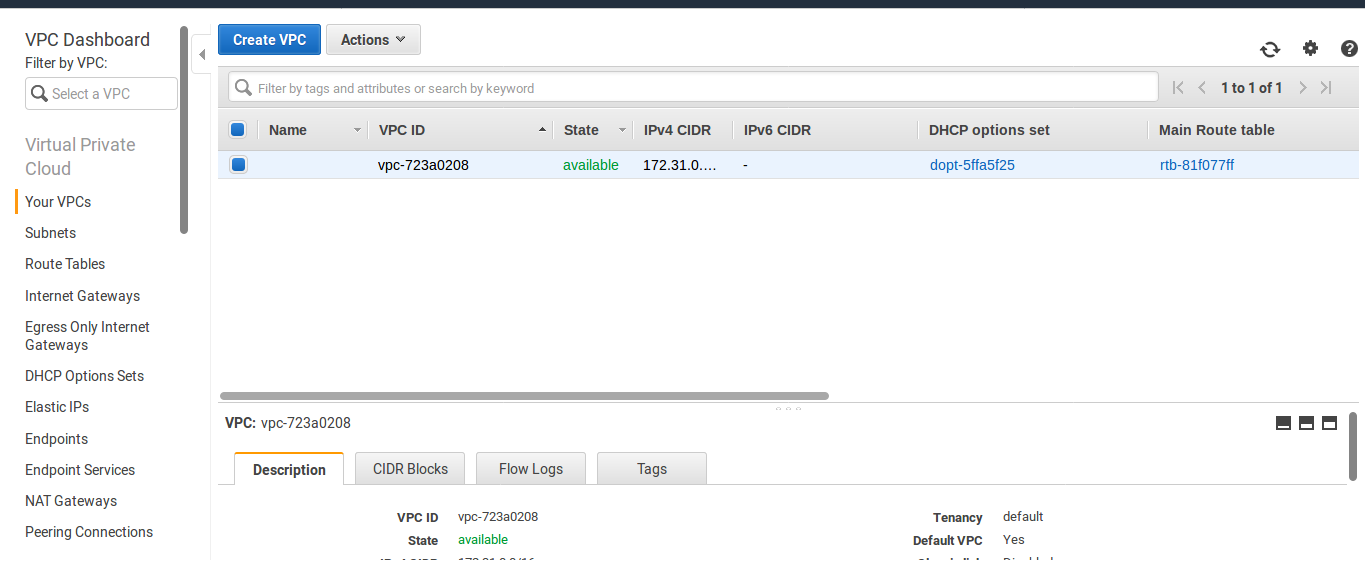 VPC Dashboard
Filter by VPC:
Select a VPC
Virtual Private
Cloud
Your VPCs
Subnets
Route Tables
Internet Gateways
Egress Only Internet
Gateways
DHCP Options Sets
Elastic IPs
Endpoints
Endpoint Services
NAT Gateways
Peering Connections
Create VPC Actions
Filter by tags and attributes or search by keyword 1 to 1 of 1
Name VPC ID State IPv4 CIDR IPv6 CIDR DHCP options set Main Route table
vpc-723a0208 available 172.31.0.… - dopt-5ffa5f25 rtb-81f077ff
VPC: vpc-723a0208
Description CIDR Blocks Flow Logs Tags
VPC ID vpc-723a0208 Tenancy default
State available Default VPC Yes